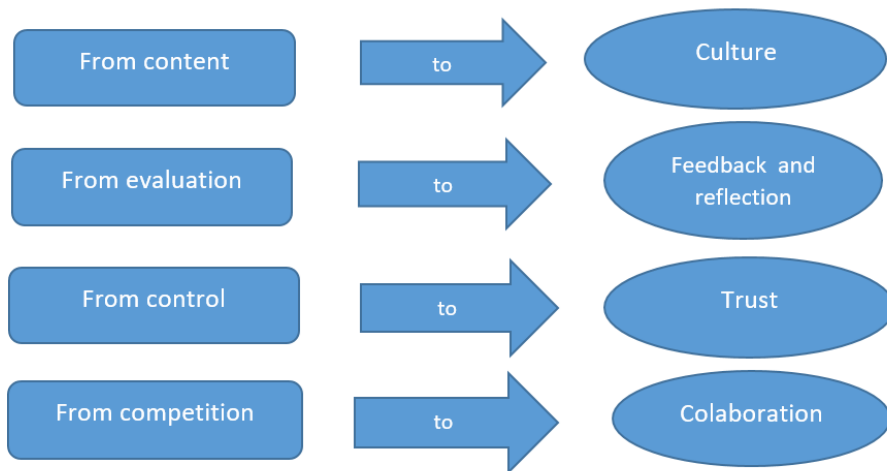 From content to Culture
From evaluation to Feedback and
reflection
From control to Trust
From competition to Colaboration